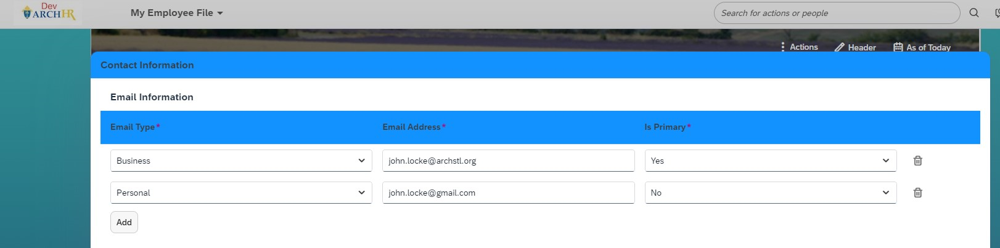 Dev
ARCHHR
My Employee File
Search for actions or people
Actions
Header
As of Today
Contact Information
Email Information
Email Type* Email Address* Is Primary*
Business john.locke@archstl.org Yes
Personal john.locke@gmail.com No
Add